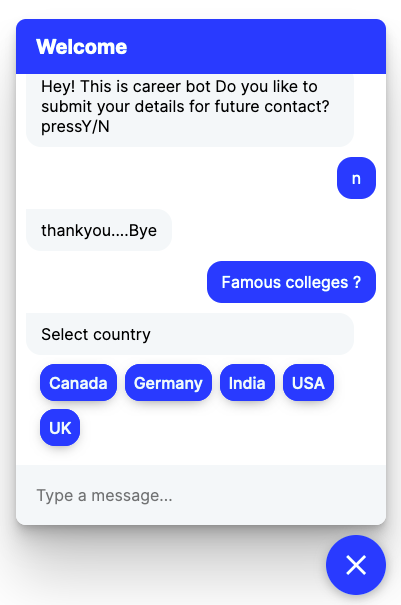 Welcome
Hey! This is career bot Do you like to
submit your details for future contact?
pressY/N
n
thankyou....Bye
Famous colleges ?
Select country
Canada Germany India USA
UK
Type a message...